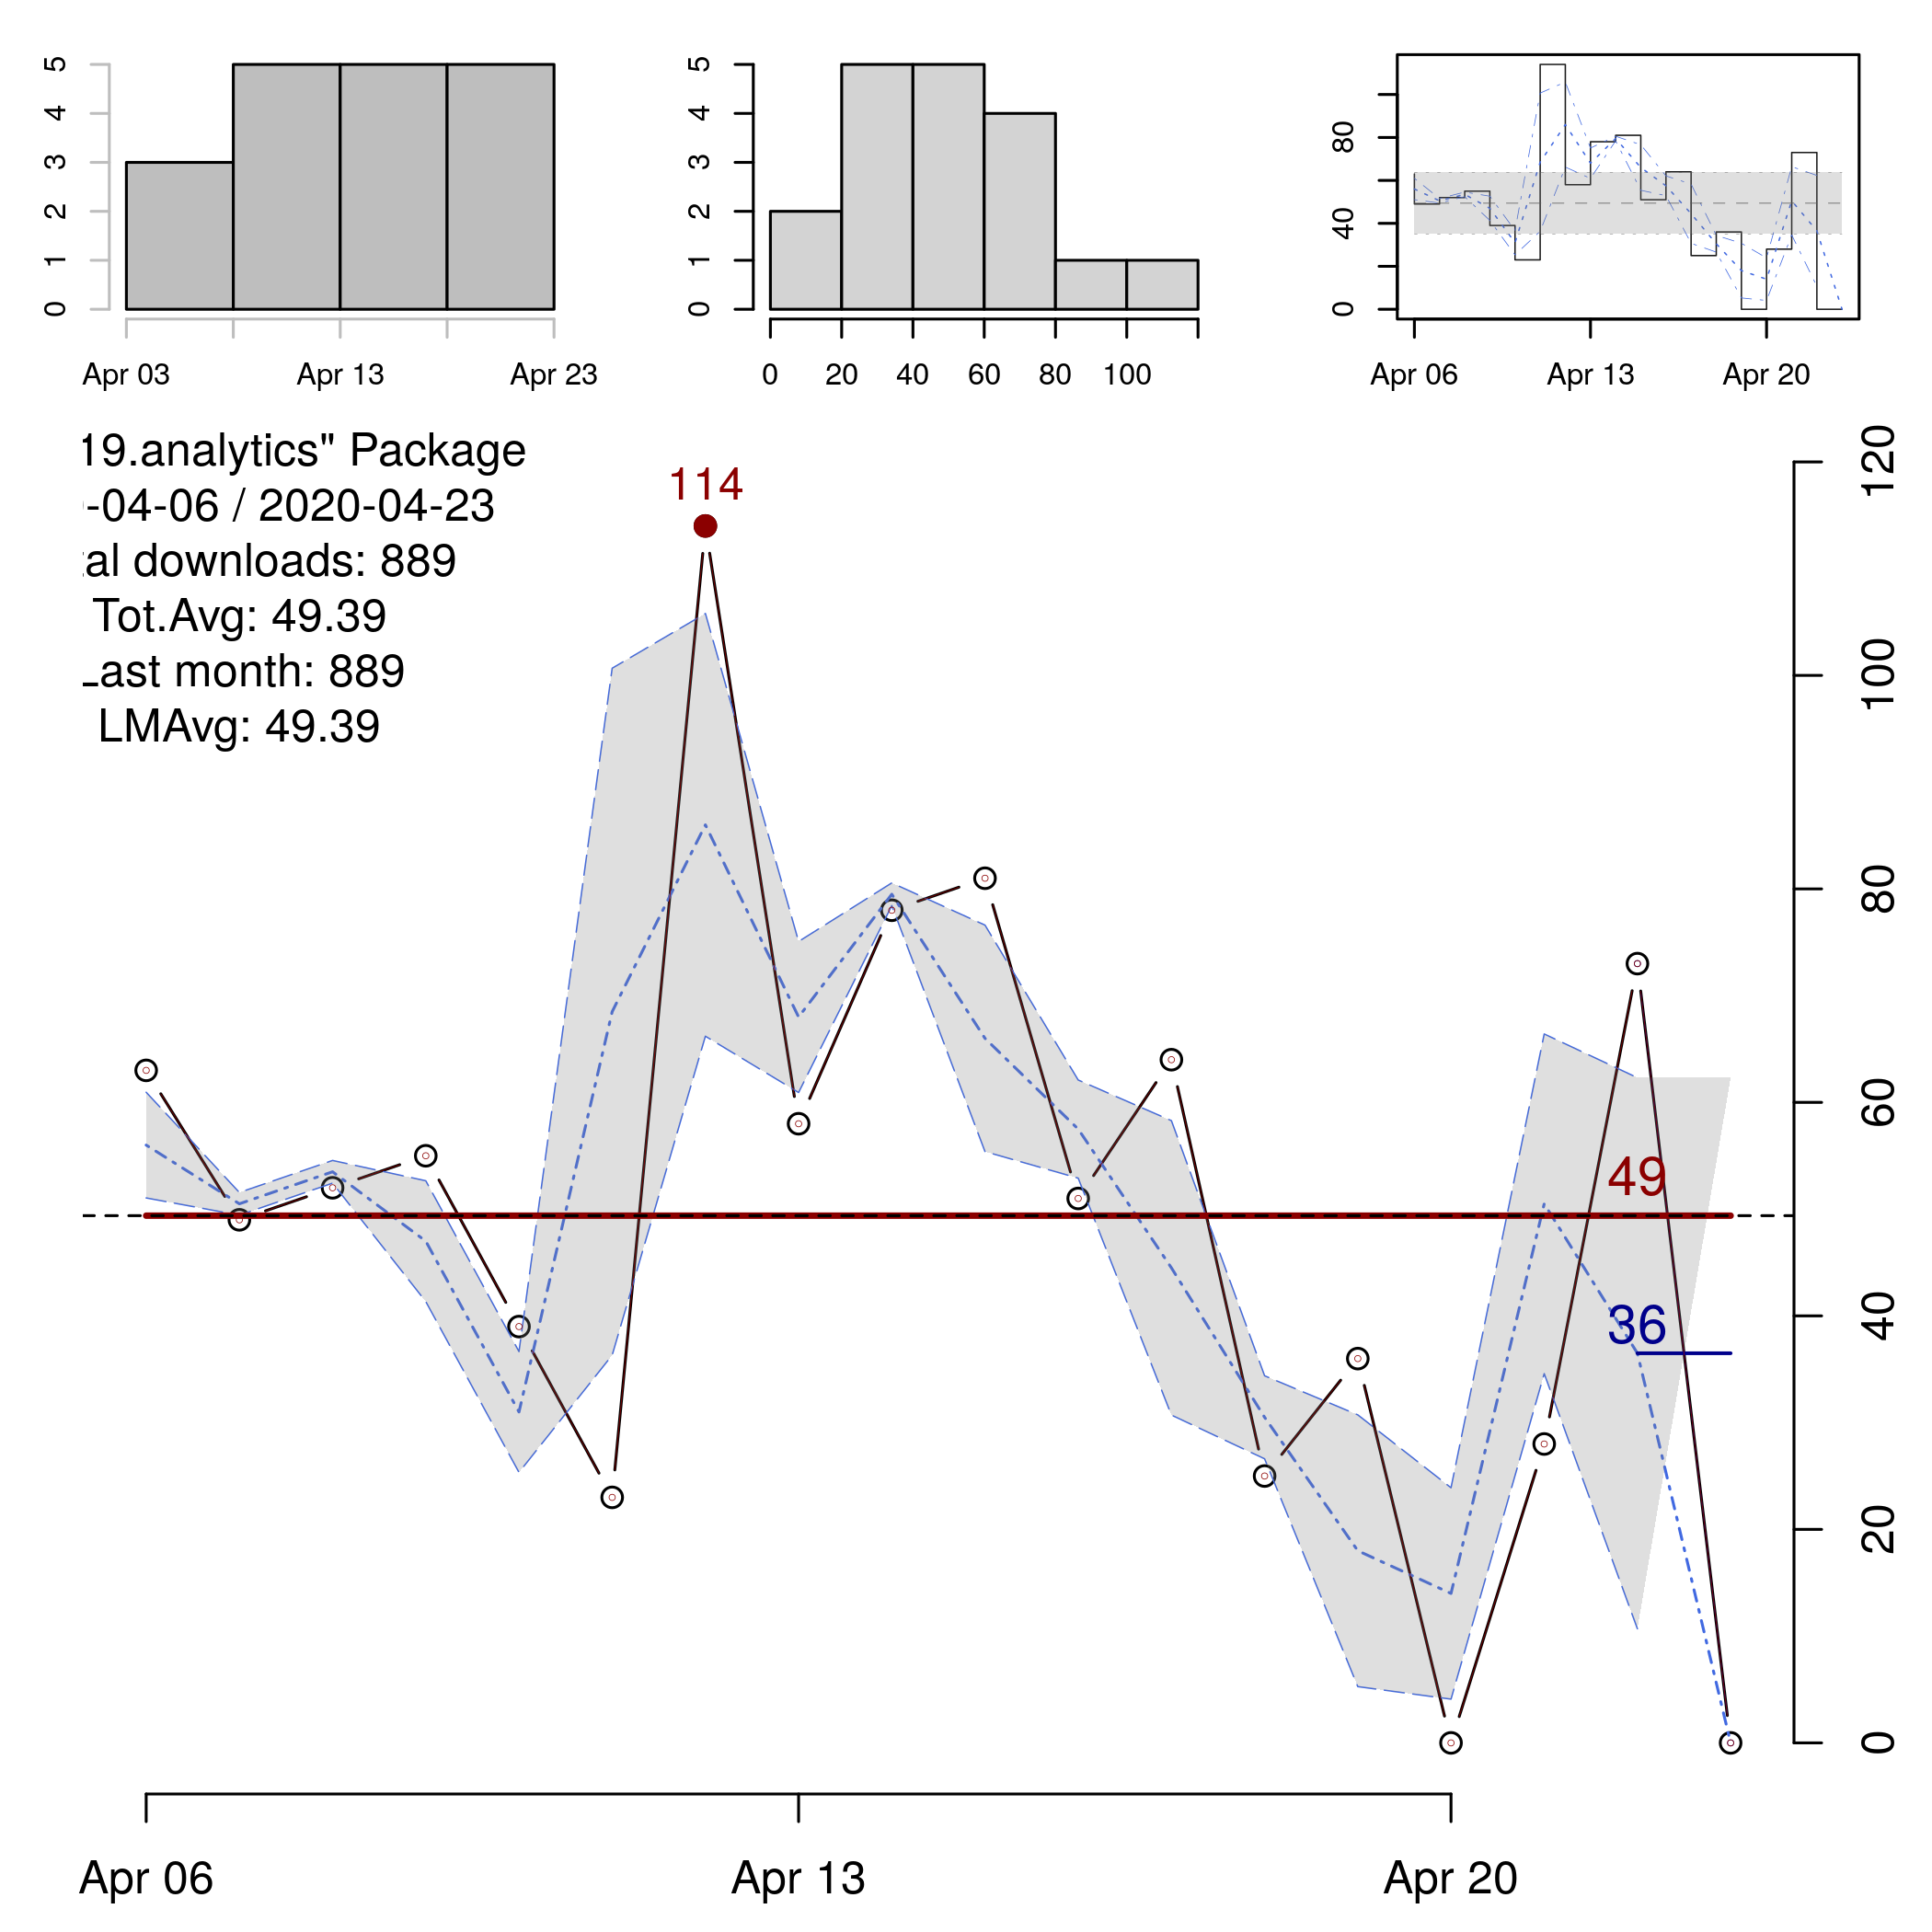 5
4
3
2
1
0
Apr 03 Apr 13 Apr 23
5
4
3
2
1
0
0 20 40 60 80 100
80
40
0
Apr 06 Apr 13 Apr 20
19.analytics" Package
-04-06 / 2020-04-23
al downloads: 889
Tot.Avg: 49.39
Last month: 889
LMAvg: 49.39
114
49
36
120
100
80
60
40
20
0
Apr 06 Apr 13 Apr 20